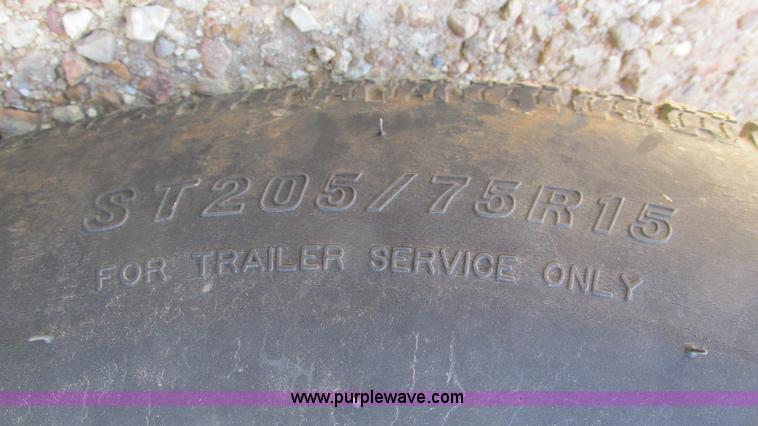 ST205/75R15
FOR TRAILER SERVICE ONLY
www.purplewave.com